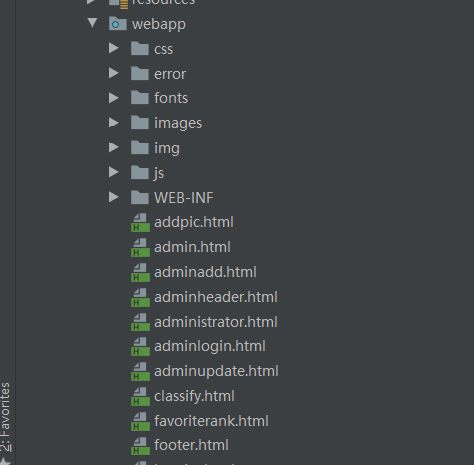 resources
webapp
css
error
fonts
images
img
js
WEB-INF
addpic.html
admin.html
adminadd.html
adminheader.html
administrator.html
adminlogin.html
adminupdate.html
classify.html
favoriterank.html
footer.html
2: Favorites